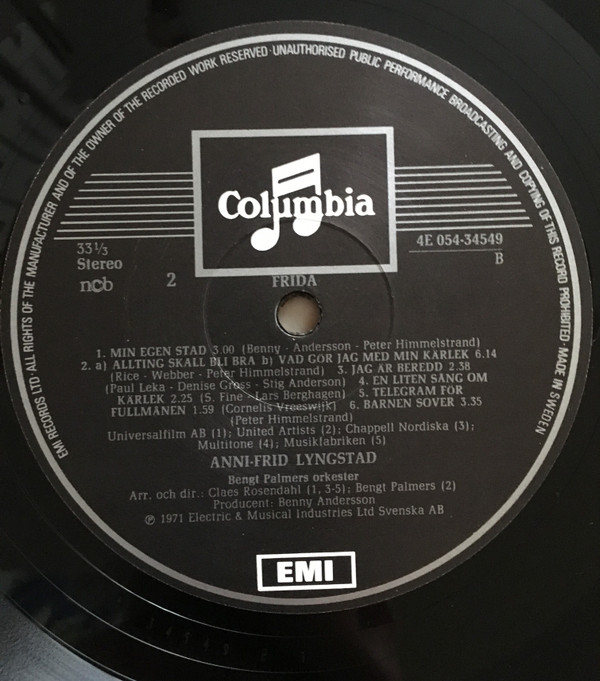 EMI RECORDS LTD·ALL RIGHTS OF THE MANUFACTURER AND OF THE OWNER OF THE RECORDED WORK RESERVED·UNAUTHORISED PUBLIC PERFORMANCE BROADCASTING AND COPYING OF THIS RECORD PROHIBITED·MADE IN SWEDEN
Columbia
33⅓
Stereo
ncb
2
4E 054-34549
B
FRIDA
1. MIN EGEN STAD 3.00 (Benny - Andersson - Peter Himmelstrand)
2. a) ALLTING SKALL BLI BRA b) VAD GÖR JAG MED MIN KÄRLEK 6.14
(Rice - Webber - Peter Himmelstrand) 3. JAG ÄR BEREDD 2.38
(Paul Leka - Denise Gross - Stig Anderson) 4. EN LITEN SÅNG OM
KÄRLEK 2.25 (S. Fine - Lars Berghagen) 5. TELEGRAM FÖR
FULLMÅNEN 1.59 (Cornelis Vreeswijk) 6. BARNEN SOVER 3.35
(Peter Himmelstrand)
Universalfilm AB (1); United Artists (2); Chappell Nordiska (3);
Multitone (4); Musikfabriken (5)
ANNI-FRID LYNGSTAD
Bengt Palmers orkester
Arr. och dir.: Claes Rosendahl (1, 3-5); Bengt Palmers (2)
Producent: Benny Andersson
℗ 1971 Electric & Musical Industries Ltd Svenska AB
EMI